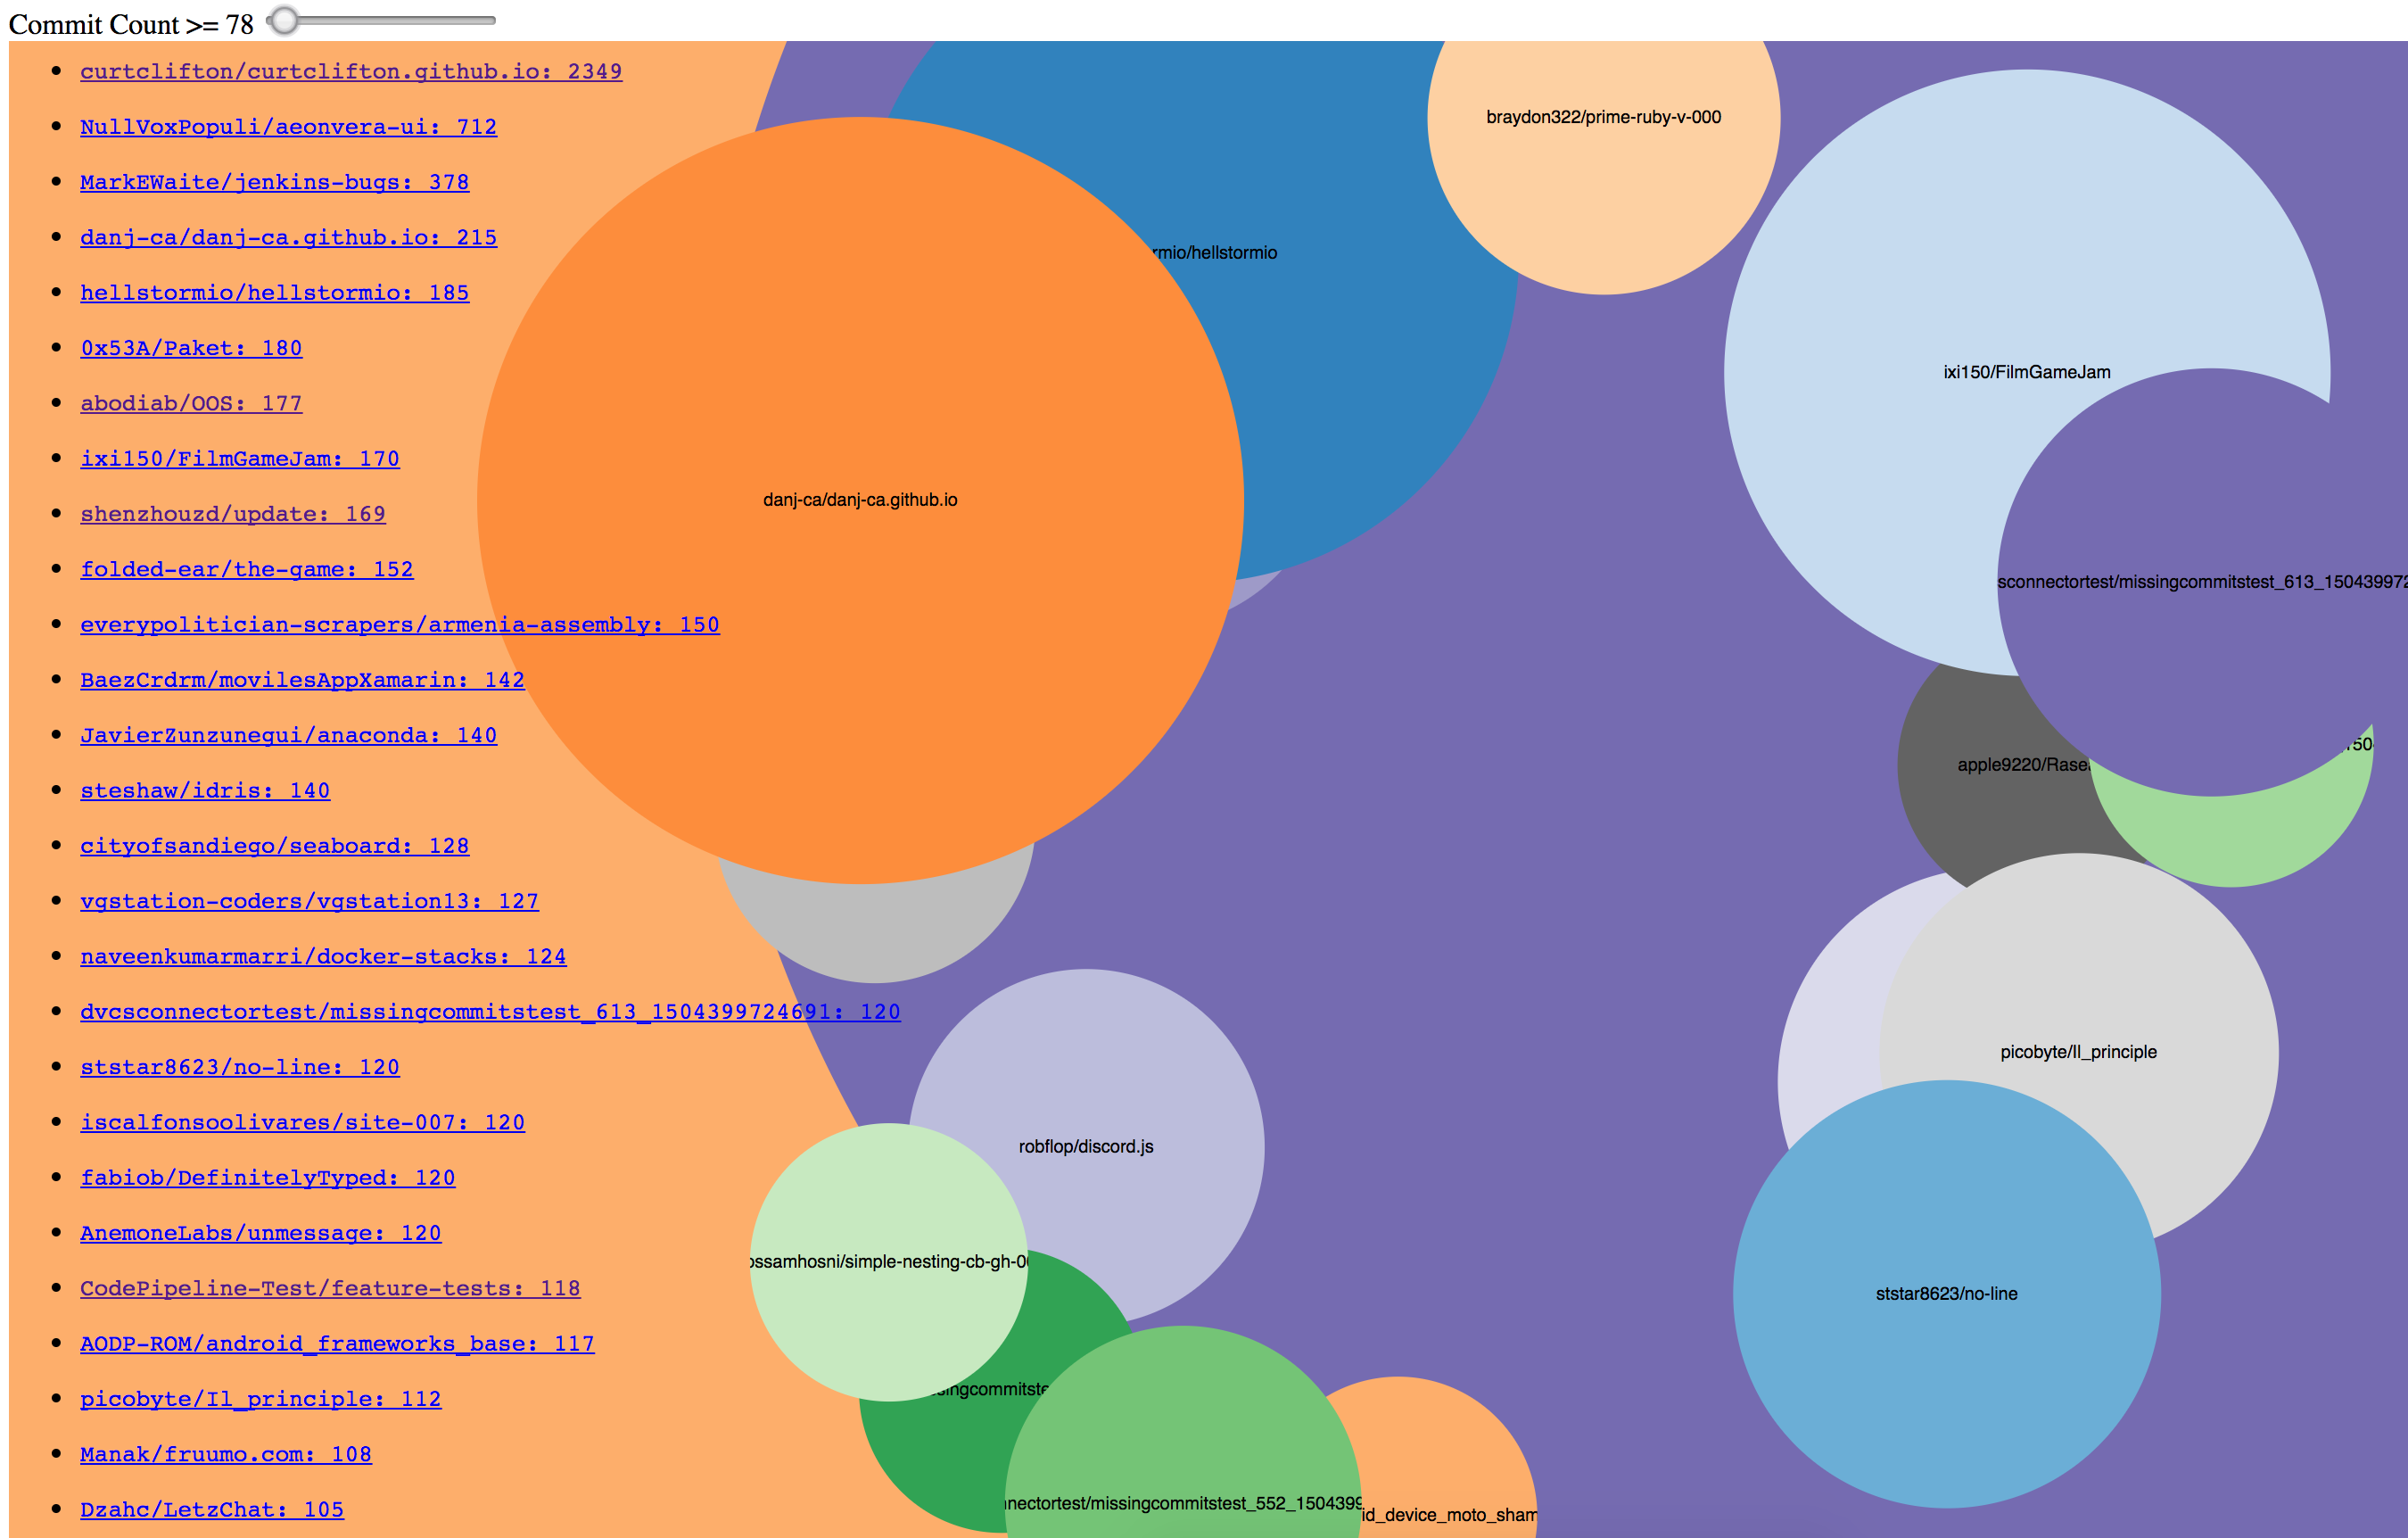 Commit Count >= 78
curtclifton/curtclifton.github.io: 2349
NullVoxPopuli/aeonvera-ui: 712
MarkEWaite/jenkins-bugs: 378
danj-ca/danj-ca.github.io: 215
hellstormio/hellstormio: 185
0x53A/Paket: 180
abodiab/OOS: 177
ixi150/FilmGameJam: 170
shenzhouzd/update: 169
folded-ear/the-game: 152
everypolitician-scrapers/armenia-assembly: 150
BaezCrdrm/movilesAppXamarin: 142
JavierZunzunegui/anaconda: 140
steshaw/idris: 140
cityofsandiego/seaboard: 128
vgstation-coders/vgstation13: 127
naveenkumarmarri/docker-stacks: 124
dvcsconnectortest/missingcommitstest_613_1504399724691: 120
ststar8623/no-line: 120
iscalfonsoolivares/site-007: 120
fabiob/DefinitelyTyped: 120
AnemoneLabs/unmessage: 120
CodePipeline-Test/feature-tests: 118
AODP-ROM/android_frameworks_base: 117
picobyte/Il_principle: 112
Manak/fruumo.com: 108
Dzahc/LetzChat: 105
braydon322/prime-ruby-v-000
rmio/hellstormio
ixi150/FilmGameJam
danj-ca/danj-ca.github.io
sconnectortest/missingcommitstest_613_150439972
150
apple9220/Rase
picobyte/Il_principle
robflop/discord.js
ossamhosni/simple-nesting-cb-gh-0
ststar8623/no-line
singcommitste
nnectortest/missingcommitstest_552_150439
id_device_moto_sham